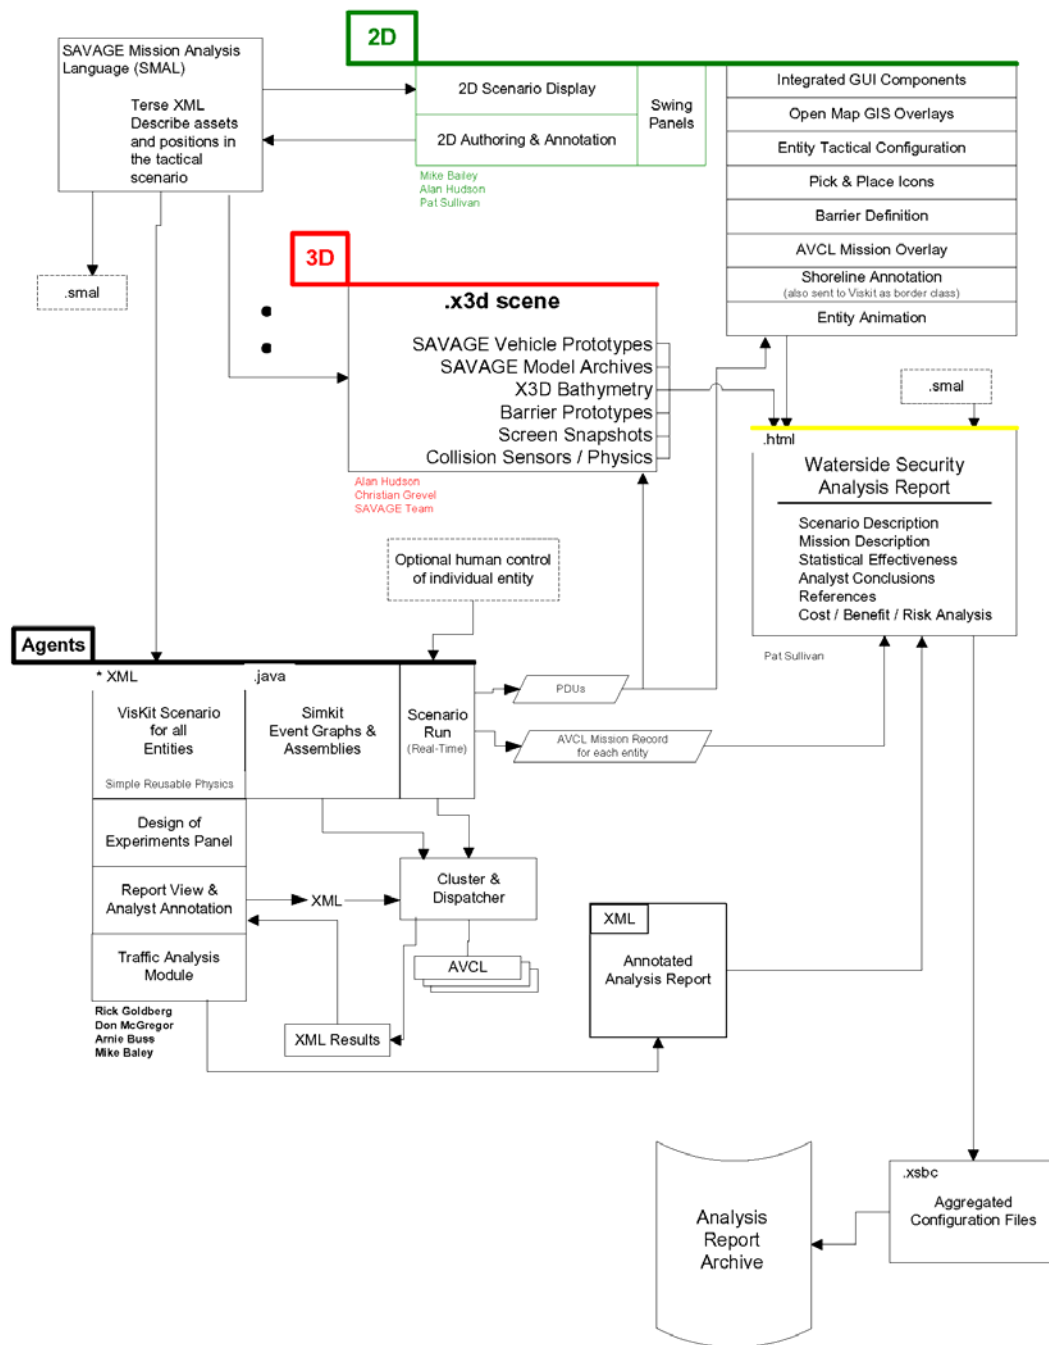 2D
SAVAGE Mission Analysis
Language (SMAL)
Terse XML
Describe assets
and positions in
the tactical
scenario
2D Scenario Display
2D Authoring & Annotation
Swing
Panels
Mike Bailey
Alan Hudson
Pat Sullivan
Integrated GUI Components
Open Map GIS Overlays
Entity Tactical Configuration
Pick & Place Icons
Barrier Definition
AVCL Mission Overlay
Shoreline Annotation
(also sent to Viskit as border class)
Entity Animation
.smal
3D
.x3d scene
SAVAGE Vehicle Prototypes
SAVAGE Model Archives
X3D Bathymetry
Barrier Prototypes
Screen Snapshots
Collision Sensors / Physics
Alan Hudson
Christian Grevel
SAVAGE Team
.smal
.html
Waterside Security
Analysis Report
Scenario Description
Mission Description
Statistical Effectiveness
Analyst Conclusions
References
Cost / Benefit / Risk Analysis
Pat Sullivan
Optional human control
of individual entity
Agents
* XML
VisKit Scenario
for all
Entities
Simple Reusable Physics
.java
Simkit
Event Graphs &
Assemblies
Scenario
Run
(Real-Time)
PDUs
AVCL Mission Record
for each entity
Design of
Experiments Panel
Report View &
Analyst Annotation
Traffic Analysis
Module
Rick Goldberg
Don McGregor
Arnie Buss
Mike Baley
XML
Cluster &
Dispatcher
AVCL
XML Results
XML
Annotated
Analysis Report
Analysis
Report
Archive
.xsbc
Aggregated
Configuration Files